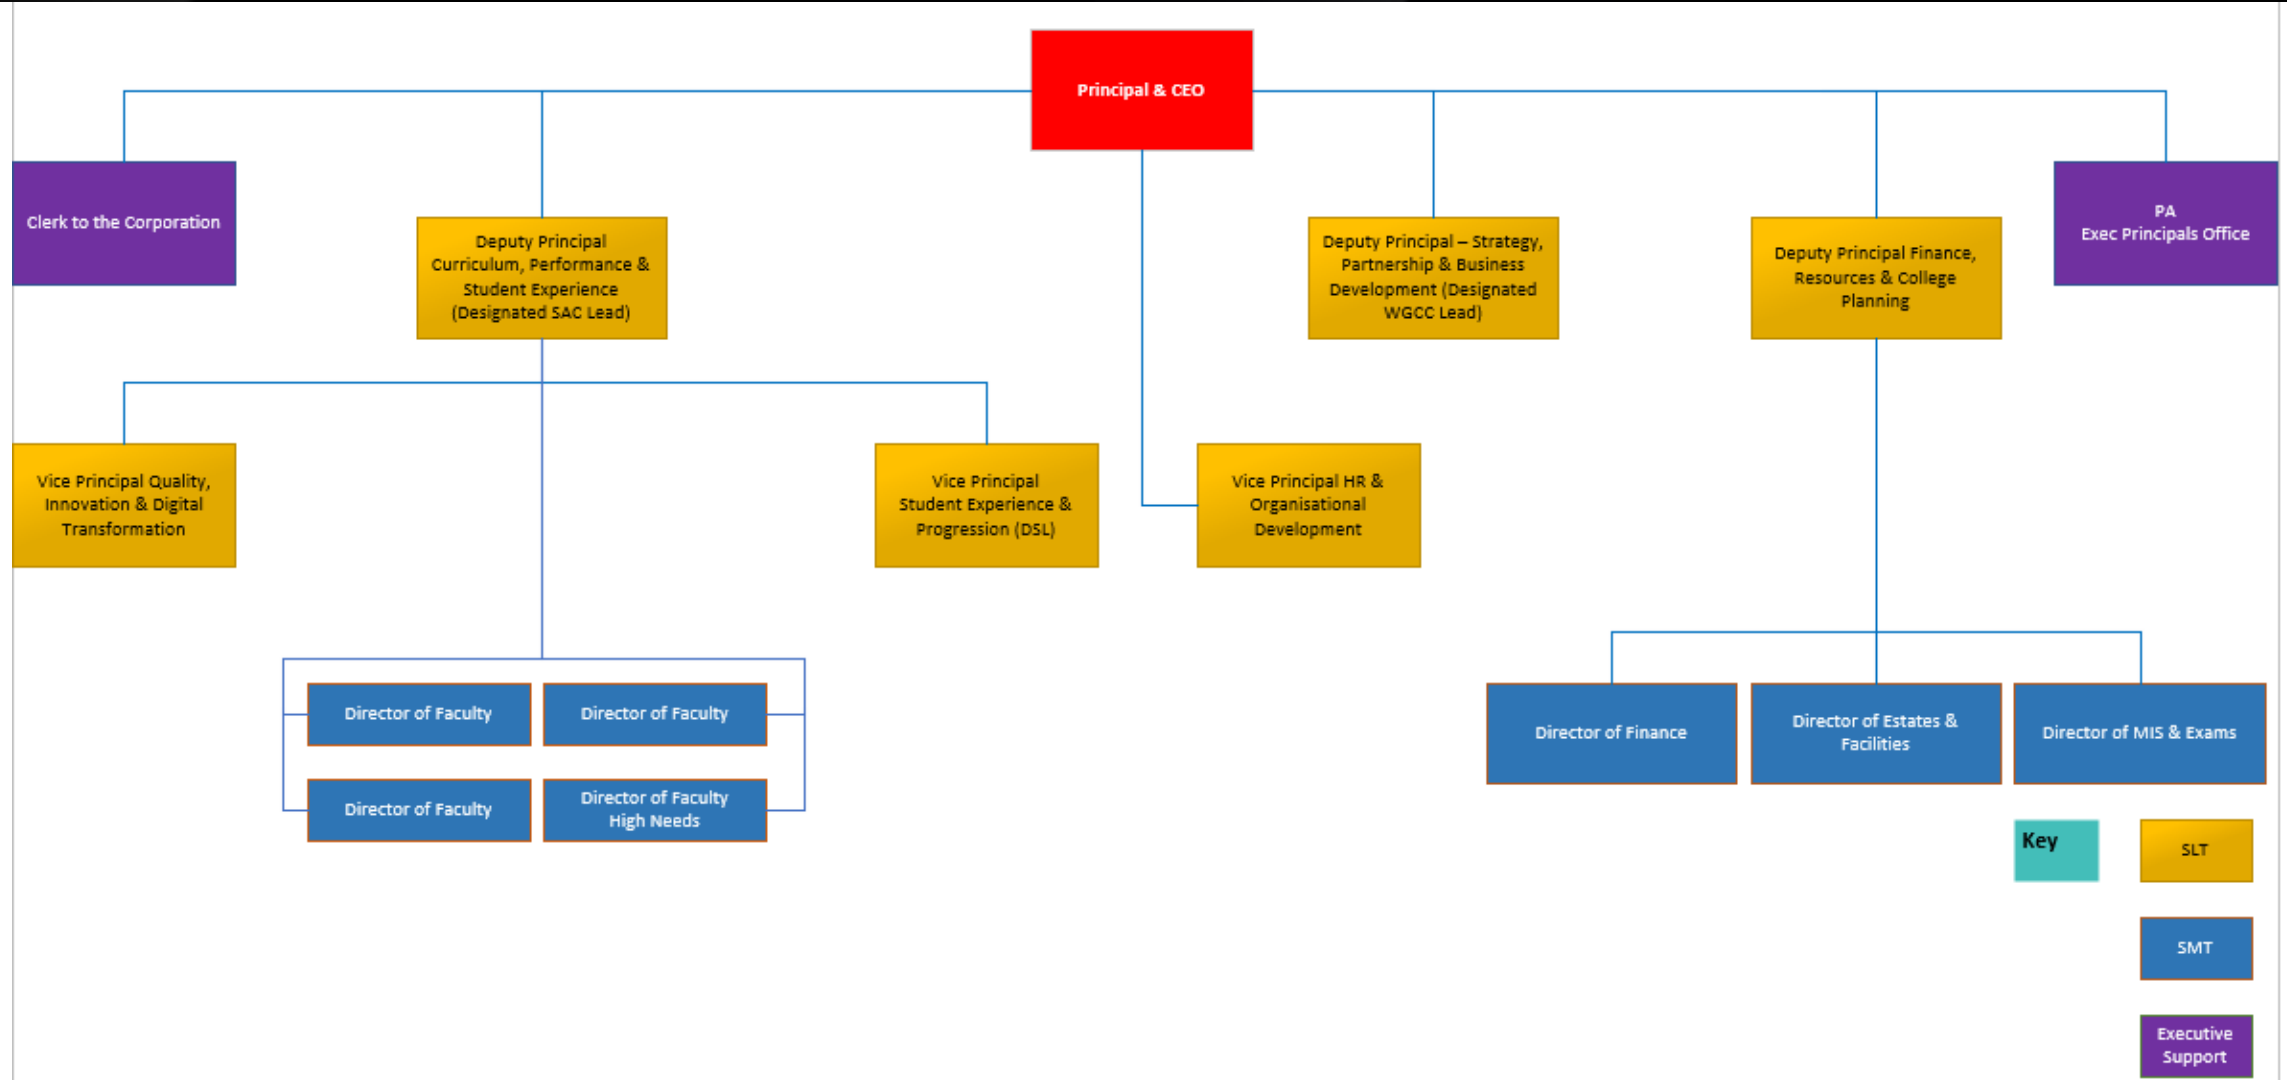 Principal & CEO
Clerk to the Corporation
Deputy Principal
Curriculum, Performance &
Student Experience
(Designated SAC Lead)
Deputy Principal – Strategy,
Partnership & Business
Development (Designated
WGCC Lead)
Deputy Principal Finance,
Resources & College
Planning
PA
Exec Principals Office
Vice Principal Quality,
Innovation & Digital
Transformation
Vice Principal
Student Experience &
Progression (DSL)
Vice Principal HR &
Organisational
Development
Director of Faculty
Director of Faculty
Director of Faculty
Director of Faculty
High Needs
Director of Finance
Director of Estates &
Facilities
Director of MIS & Exams
Key
SLT
SMT
Executive
Support